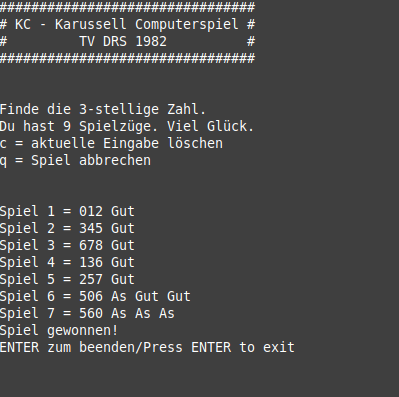 ################################
# KC - Karussell Computerspiel #
#         TV DRS 1982          #
################################
Finde die 3-stellige Zahl.
Du hast 9 Spielzüge. Viel Glück.
c = aktuelle Eingabe löschen
q = Spiel abbrechen
Spiel 1 = 012 Gut
Spiel 2 = 345 Gut
Spiel 3 = 678 Gut
Spiel 4 = 136 Gut
Spiel 5 = 257 Gut
Spiel 6 = 506 As Gut Gut
Spiel 7 = 560 As As As
Spiel gewonnen!
ENTER zum beenden/Press ENTER to exit